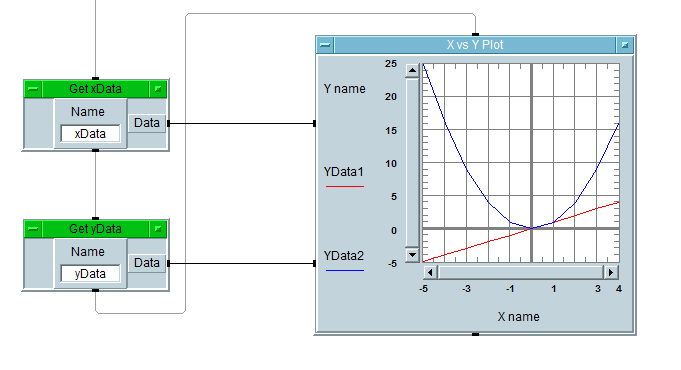 Get xData
Name
xData
Data
Get yData
Name
yData
Data
X vs Y Plot
Y name
YData1
YData2
25
20
15
10
5
0
-5
-5 -3 -1 1 3 4
X name